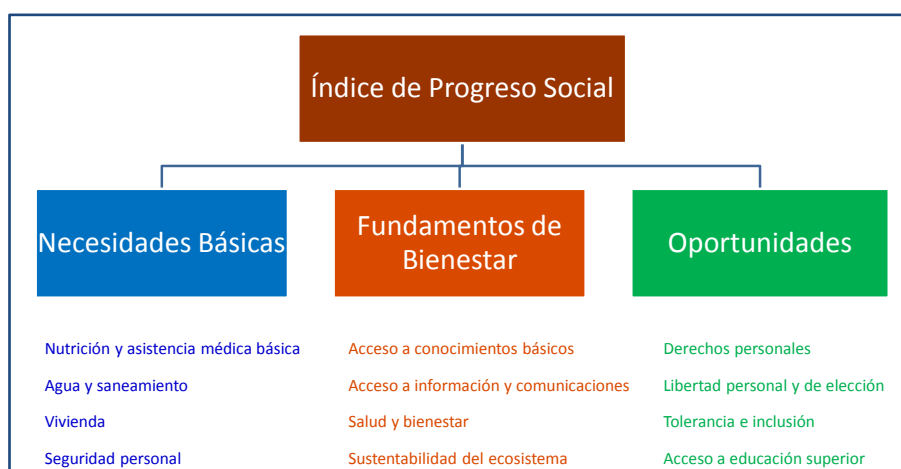 Índice de Progreso Social
Necesidades Básicas
Fundamentos de
Bienestar
Oportunidades
Nutrición y asistencia médica básica
Agua y saneamiento
Vivienda
Seguridad personal
Acceso a conocimientos básicos
Acceso a información y comunicaciones
Salud y bienestar
Sustentabilidad del ecosistema
Derechos personales
Libertad personal y de elección
Tolerancia e inclusión
Acceso a educación superior